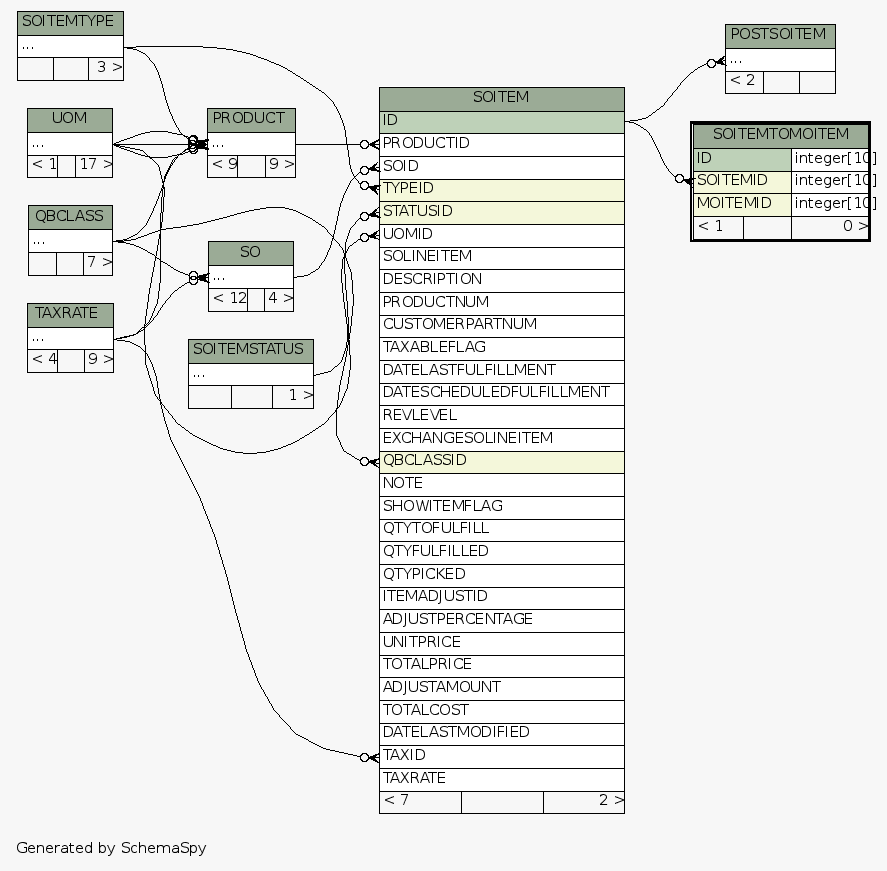 SOITEMTYPE
...
3 >
UOM
...
< 1 17 >
QBCLASS
...
7 >
TAXRATE
...
< 4 9 >
PRODUCT
...
< 9 9 >
SO
...
< 12 4 >
SOITEMSTATUS
...
1 >
SOITEM
ID
PRODUCTID
SOID
TYPEID
STATUSID
UOMID
SOLINEITEM
DESCRIPTION
PRODUCTNUM
CUSTOMERPARTNUM
TAXABLEFLAG
DATELASTFULFILLMENT
DATESCHEDULEDFULFILLMENT
REVLEVEL
EXCHANGESOLINEITEM
QBCLASSID
NOTE
SHOWITEMFLAG
QTYTOFULFILL
QTYFULFILLED
QTYPICKED
ITEMADJUSTID
ADJUSTPERCENTAGE
UNITPRICE
TOTALPRICE
ADJUSTAMOUNT
TOTALCOST
DATELASTMODIFIED
TAXID
TAXRATE
< 7 2 >
POSTSOITEM
...
< 2
SOITEMTOMOITEM
ID integer[10]
SOITEMID integer[10]
MOITEMID integer[10]
< 1 0 >
Generated by SchemaSpy